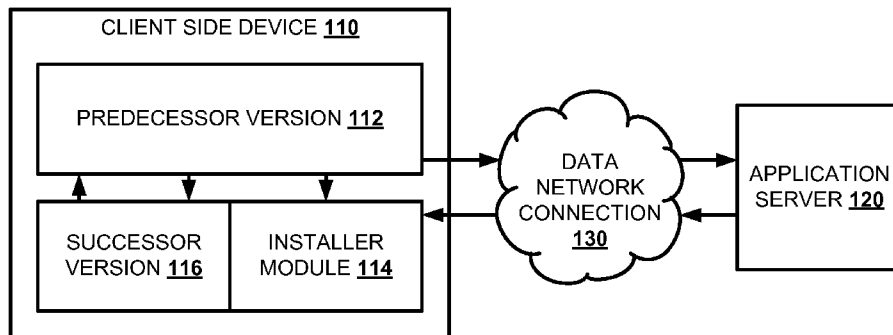 CLIENT SIDE DEVICE 110
PREDECESSOR VERSION 112
SUCCESSOR
VERSION 116
INSTALLER
MODULE 114
DATA
NETWORK
CONNECTION
130
APPLICATION
SERVER 120